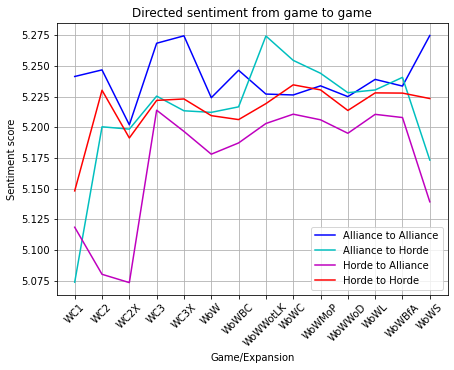 Directed sentiment from game to game
Sentiment score
5.275
5.250
5.225
5.200
5.175
5.150
5.125
5.100
5.075
Alliance to Alliance
Alliance to Horde
Horde to Alliance
Horde to Horde
WC1
WC2
WC2X
WC3
WC3X
WoW
WoWBC
WoWWotLK
WoWC
WoWMoP
WoWWoD
WoWL
WoWBfA
WoWS
Game/Expansion